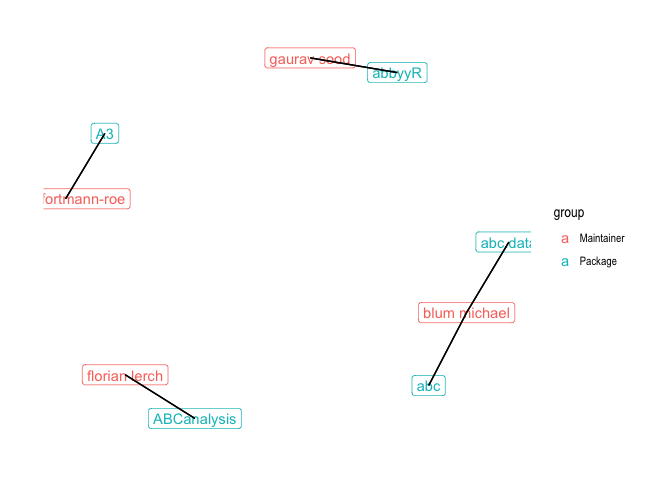 gaurav sood
abbyyR
A3
fortmann-roe
abc.data
group
a Maintainer
a Package
blum michael
abc
florian lerch
ABCanalysis